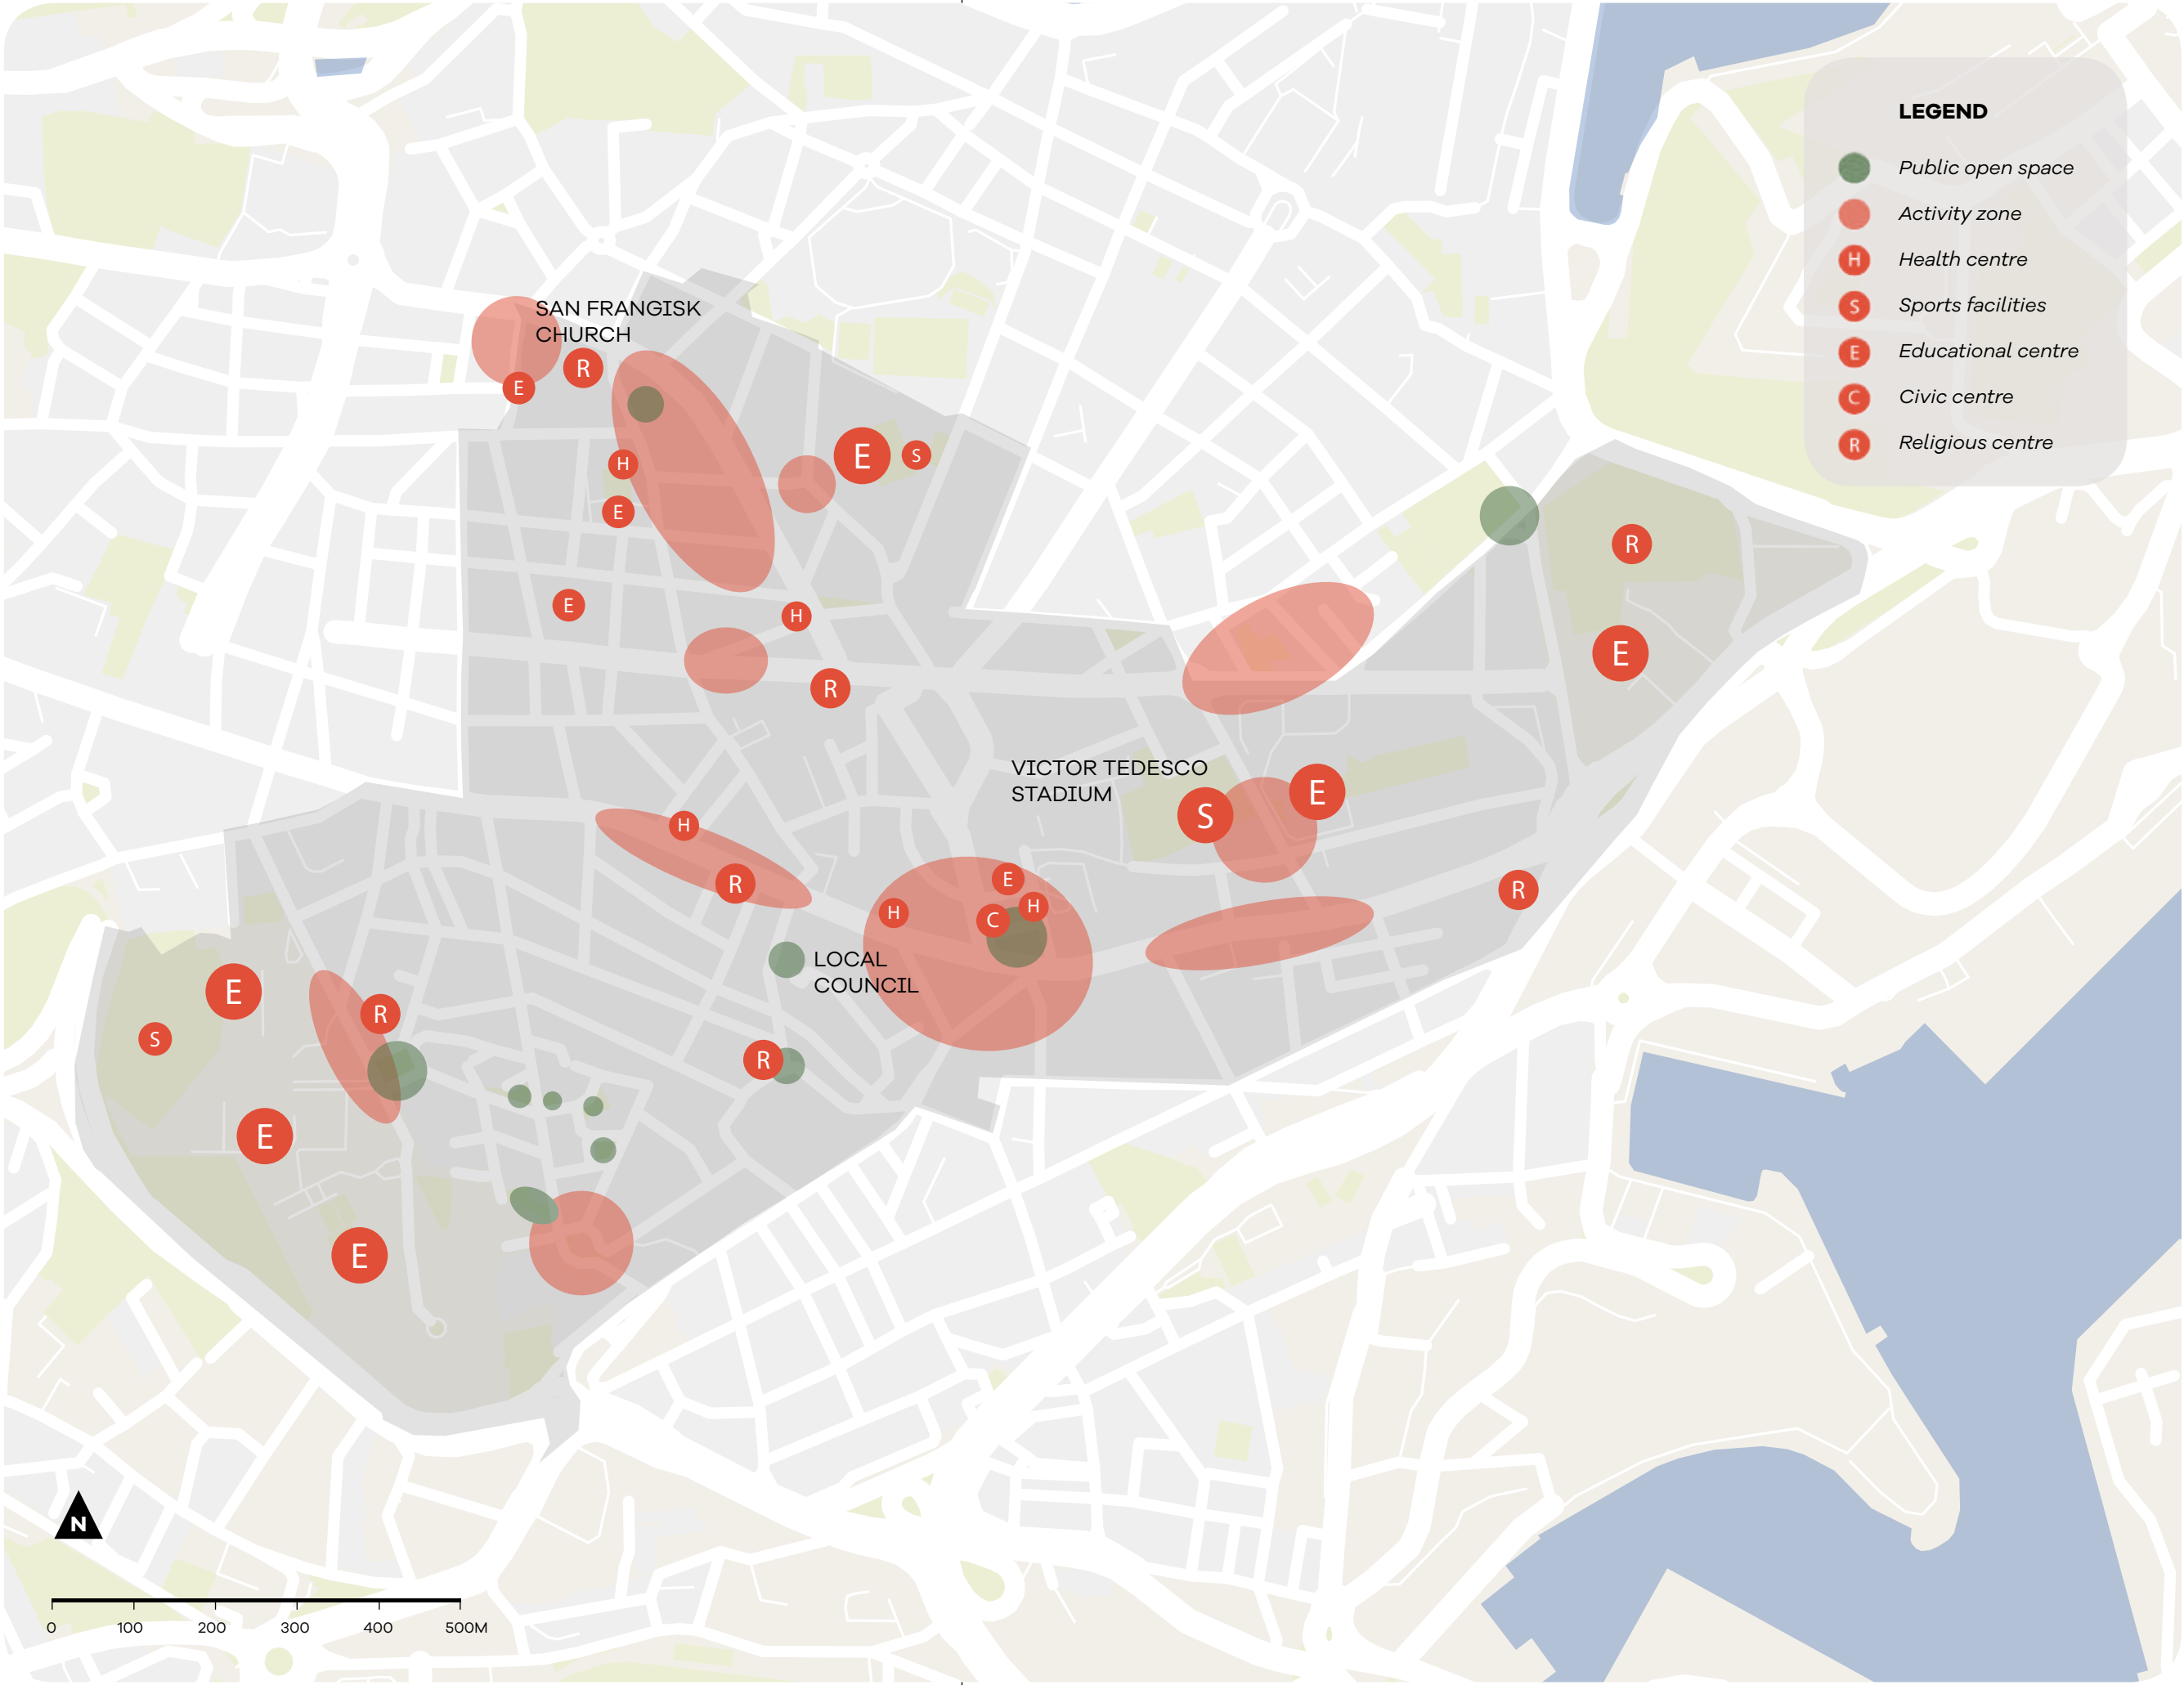 LEGEND
Public open space
Activity zone
H Health centre
S Sports facilities
E Educational centre
C Civic centre
R Religious centre
SAN FRANGISK
CHURCH
R
E
E
S
H
E
R
E
H
E
R
VICTOR TEDESCO
STADIUM
E
S
H
R
E
H
C
H
R
LOCAL
COUNCIL
E
R
S
R
E
E
N
0 100 200 300 400 500M